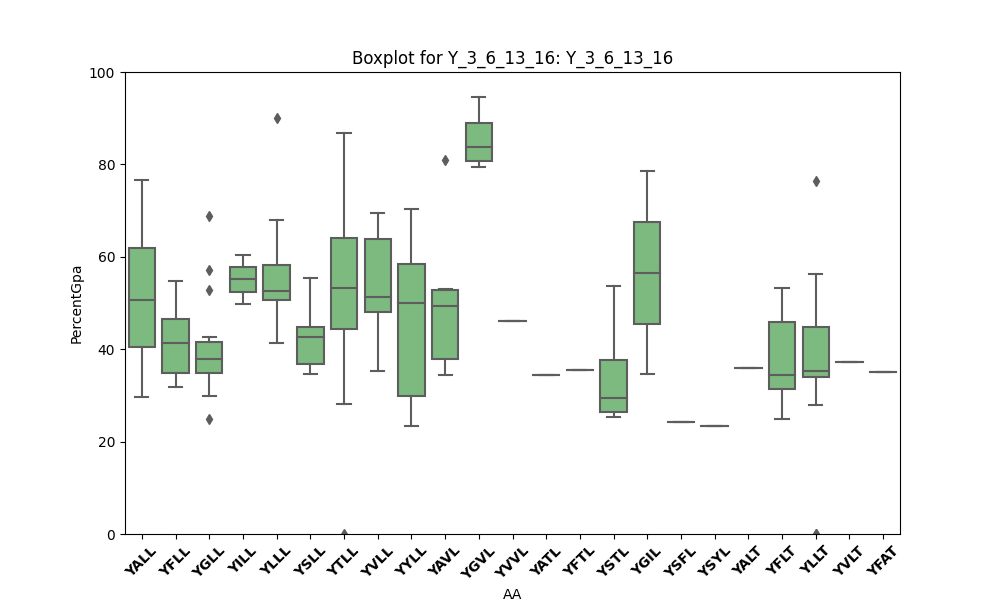 Boxplot for Y_3_6_13_16: Y_3_6_13_16
PercentGpa
100
80
60
40
20
0
YALL YFLL YGLL YILL YLLL YSLL YTLL YVLL YYLL YAVL YGVL YVVL YATL YFTL YSTL YGIL YSFL YSYL YALT YFLT YLLT YVLT YFAT
AA